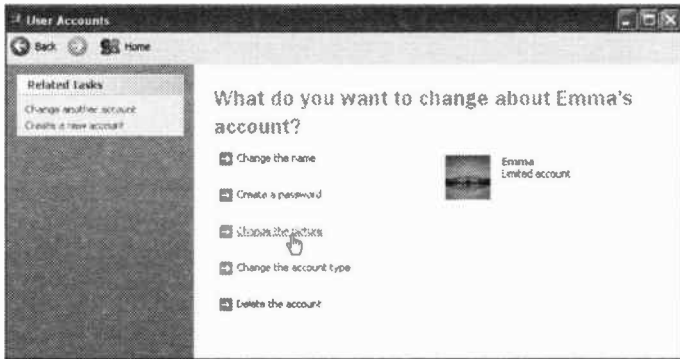 User Accounts
Back Home
Related Tasks
Change another account
Create a new account
What do you want to change about Emma's
account?
Change the name
Create a password
Change the picture
Change the account type
Delete the account
Emma
Limited account